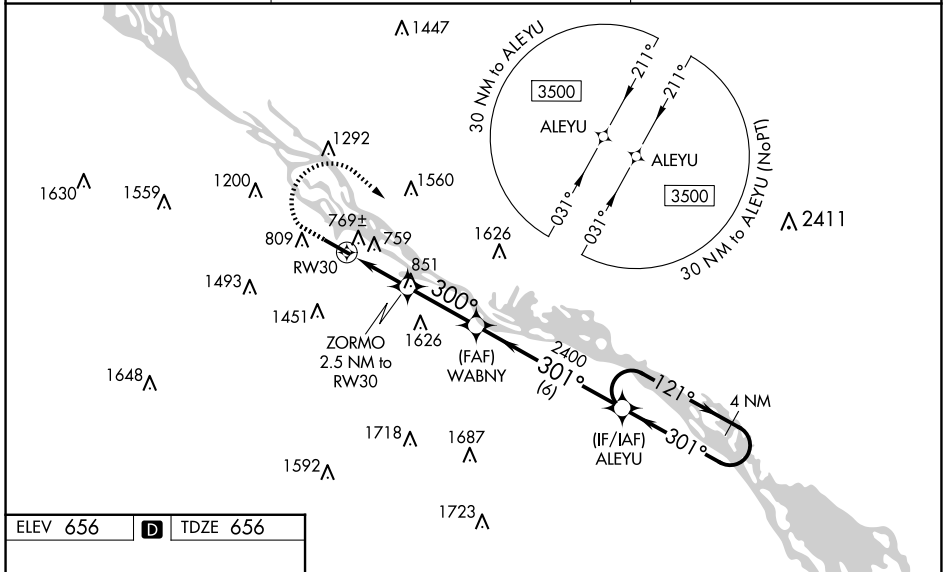 1447
30 NM to ALEYU
3500
ALEYU
211°
031°
211°
ALEYU
3500
031°
30 NM to ALEYU (NoPT)
2411
1292
1630
1559
1200
1560
769±
809
759
RW30
1626
1493
851
300°
1451
ZORMO
2.5 NM to
RW30
1626
(FAF)
WABNY
2400
301°
(6)
121°
4 NM
1648
(IF/IAF)
ALEYU
301°
1718
1687
1592
1723
ELEV 656 D TDZE 656